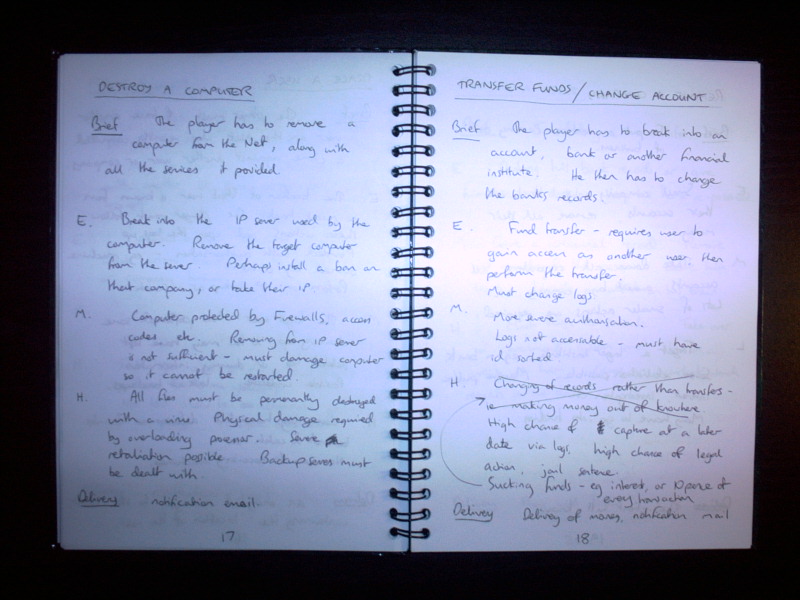 DESTROY A COMPUTER
Brief The player has to remove a
computer from the Net, along with
all the services it provided.
E. Break into the IP server used by the
computer. Remove the target computer
from the server. Perhaps install a ban on
that company, or take their IP.
M. Computer protected by Firewalls, access
codes etc. Removing from IP server
is not sufficient - must damage computer
so it cannot be restarted.
H. All files must be permanently destroyed
with a virus. Physical damage required
by overloading processor. Severe
retaliation possible. Backup servers must
be dealt with.
Delivery notification email.
17
TRANSFER FUNDS / CHANGE ACCOUNT
Brief The player has to break into an
account, bank or another financial
institute. He then has to change
the banks records.
E. Fund transfer - requires user to
gain access as another user, then
perform the transfer.
Must change logs.
M. More severe authorisation.
Logs not accessable - must have
id sorted
H. Changing of records rather than transfers -
ie making money out of knowhere
High chance of capture at a later
date via logs, high chance of legal
action, jail sentence.
Sucking funds - eg interest, or N pence of
every transaction
Delivery Delivery of money, notification mail
18